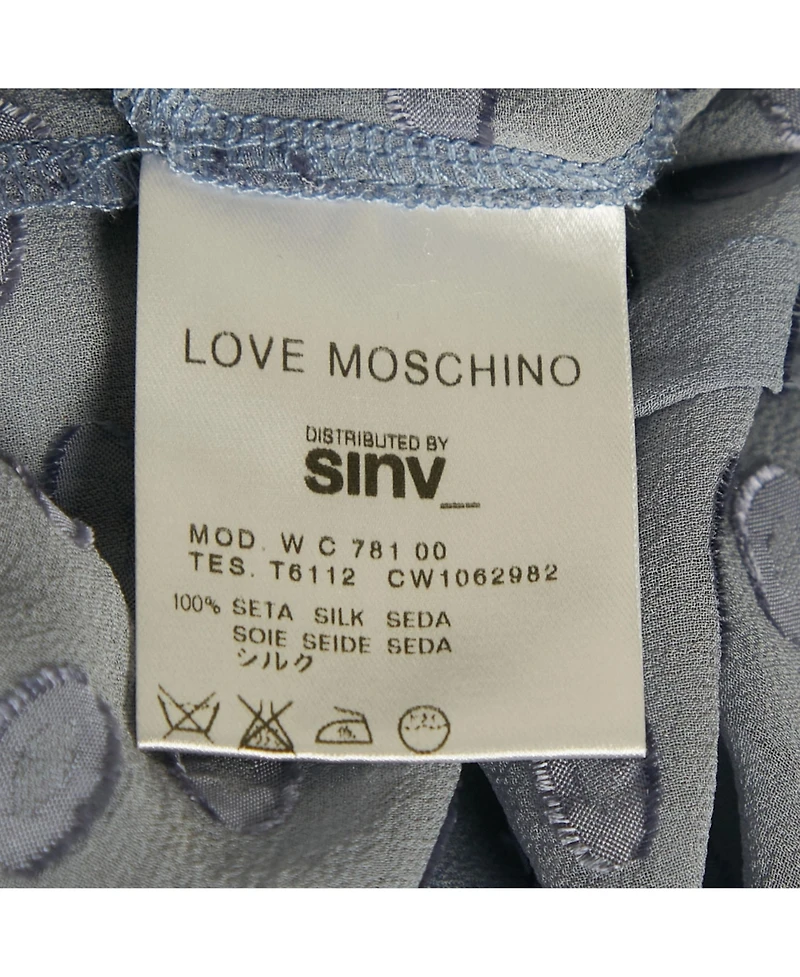 LOVE MOSCHINO
DISTRIBUTED BY
sınv_
MOD. W C 781 00
TES. T6112 CW1062982
100% SETA SILK SEDA
SOIE SEIDE SEDA
シルク